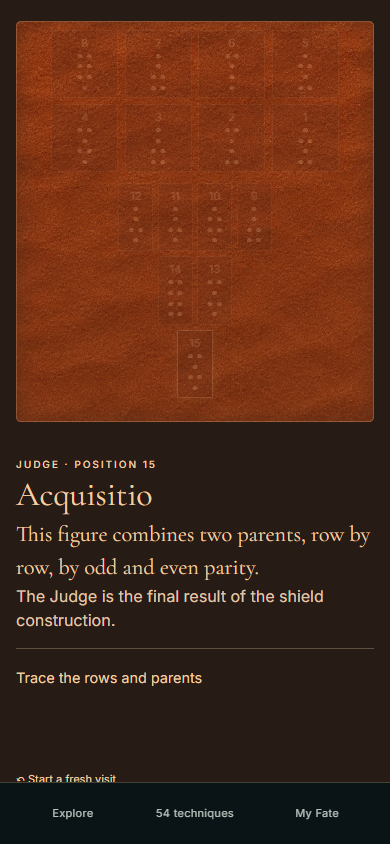 8 7 6 5
4 3 2 1
12 11 10 9
14 13
15
JUDGE · POSITION 15
Acquisitio
This figure combines two parents, row by
row, by odd and even parity.
The Judge is the final result of the shield
construction.
Trace the rows and parents
Start a fresh visit
Explore 54 techniques My Fate